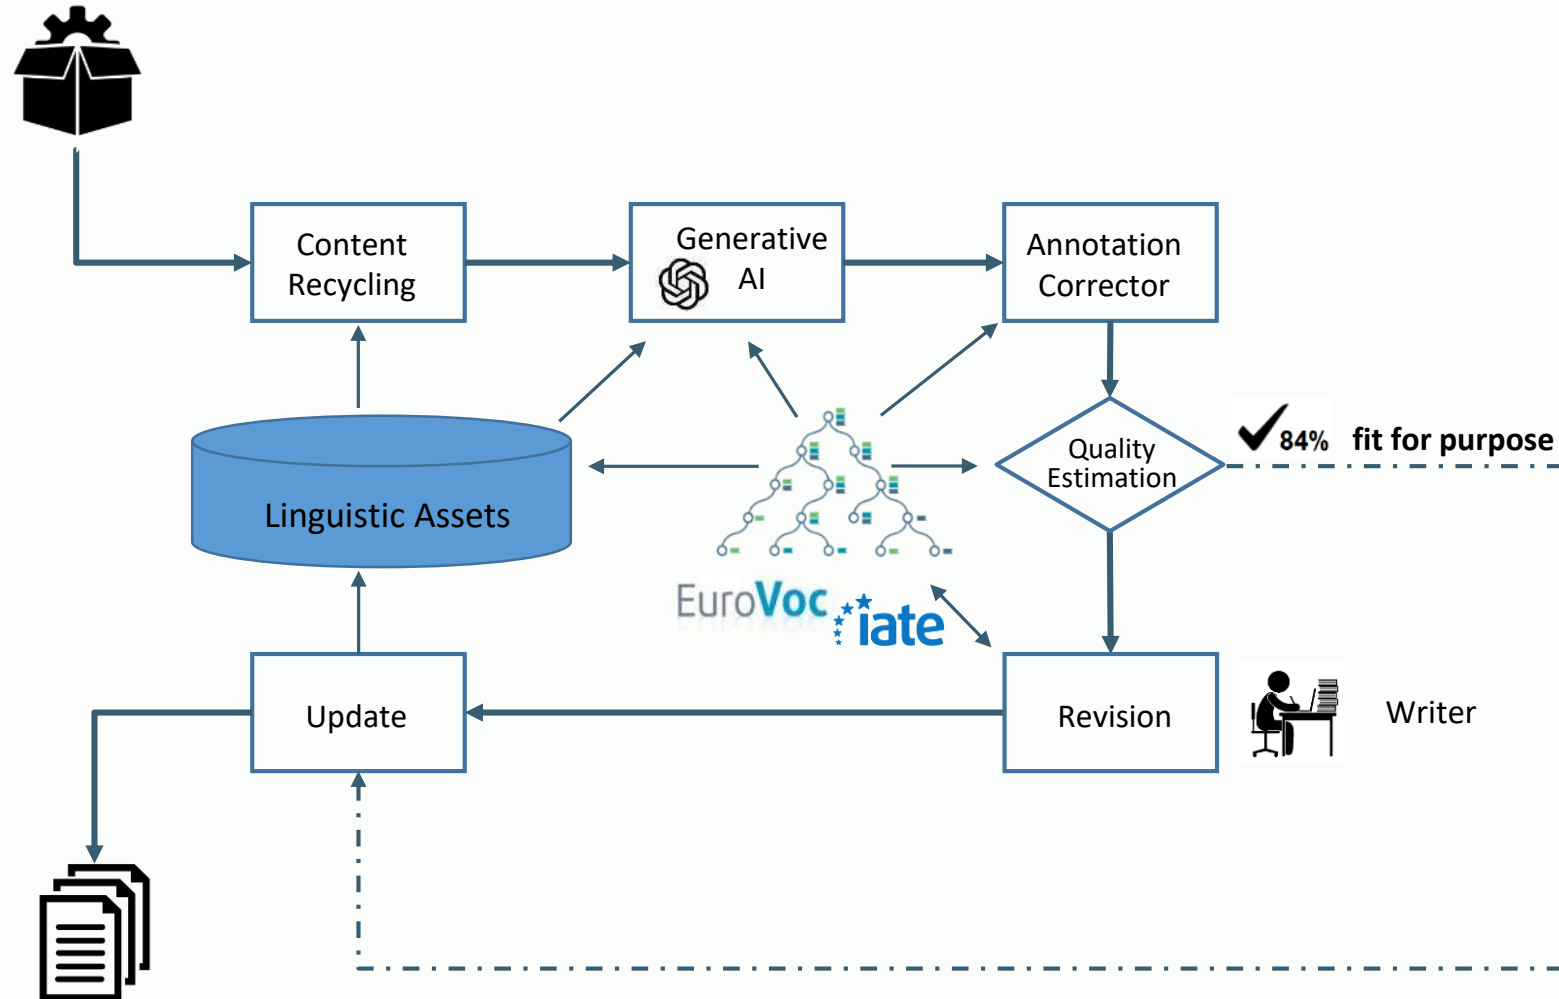 Content
Recycling
Generative
AI
Annotation
Corrector
84% fit for purpose
Quality
Estimation
Linguistic Assets
EuroVoc
iate
Update
Revision
Writer